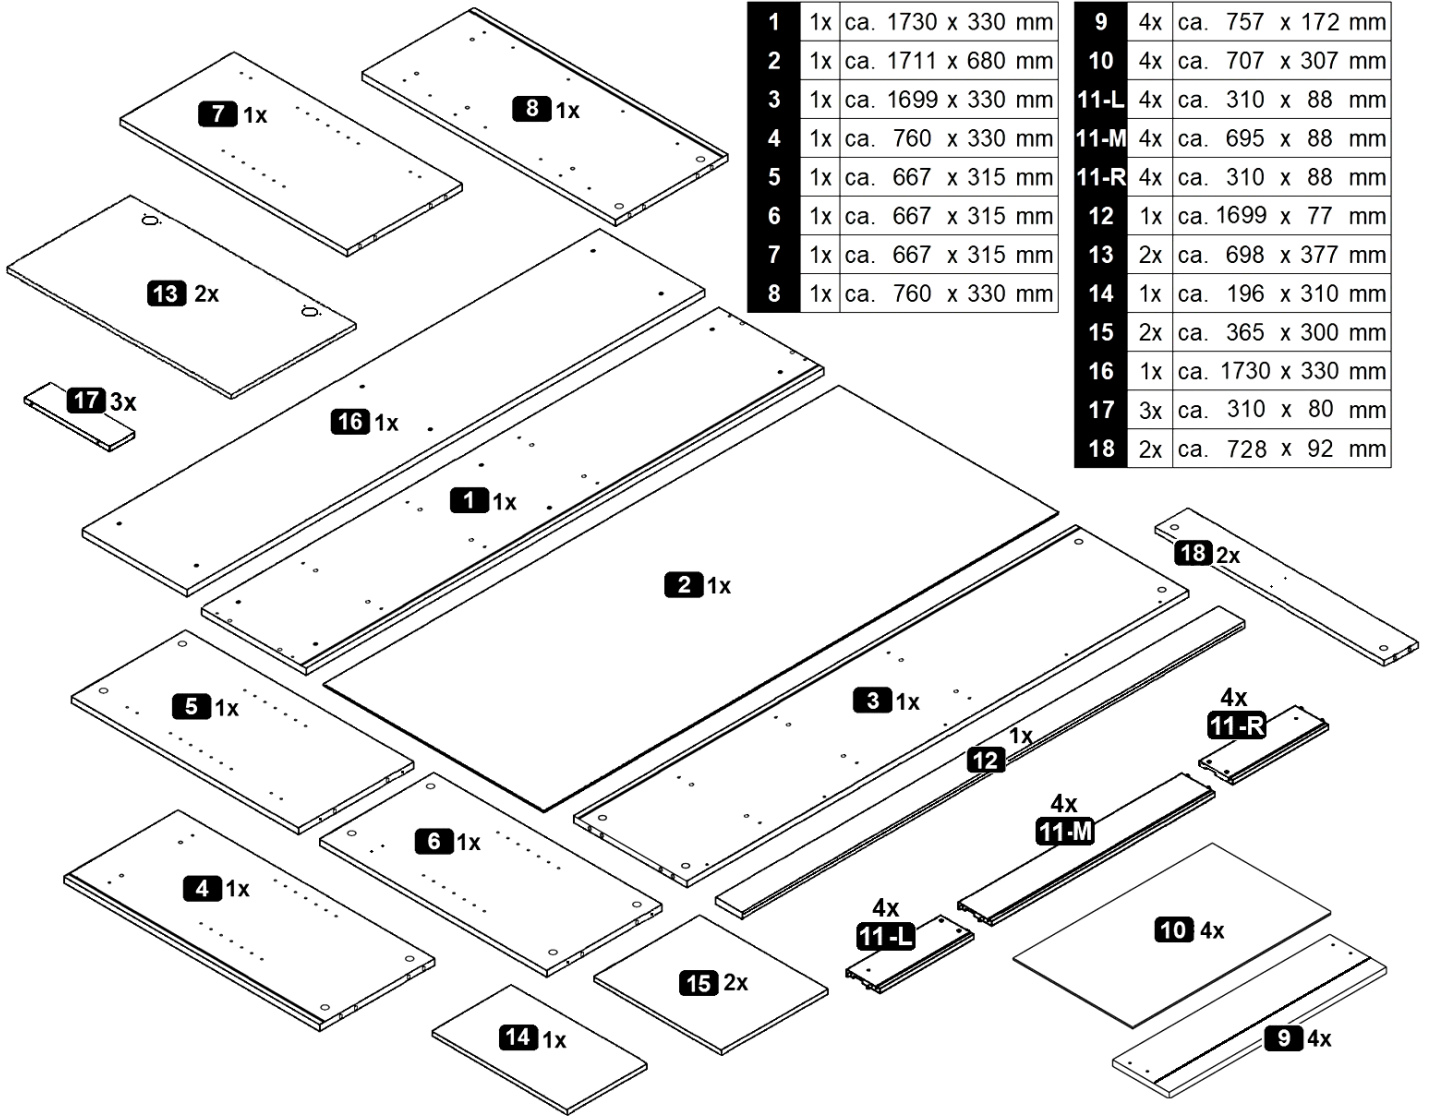 1 1x ca. 1730 x 330 mm
2 1x ca. 1711 x 680 mm
3 1x ca. 1699 x 330 mm
4 1x ca. 760 x 330 mm
5 1x ca. 667 x 315 mm
6 1x ca. 667 x 315 mm
7 1x ca. 667 x 315 mm
8 1x ca. 760 x 330 mm
9 4x ca. 757 x 172 mm
10 4x ca. 707 x 307 mm
11-L 4x ca. 310 x 88 mm
11-M 4x ca. 695 x 88 mm
11-R 4x ca. 310 x 88 mm
12 1x ca. 1699 x 77 mm
13 2x ca. 698 x 377 mm
14 1x ca. 196 x 310 mm
15 2x ca. 365 x 300 mm
16 1x ca. 1730 x 330 mm
17 3x ca. 310 x 80 mm
18 2x ca. 728 x 92 mm
7 1x
8 1x
13 2x
17 3x
16 1x
1 1x
2 1x
18 2x
5 1x
3 1x
12 1x
4x
11-R
4x
11-M
6 1x
4 1x
4x
11-L
10 4x
15 2x
14 1x
9 4x